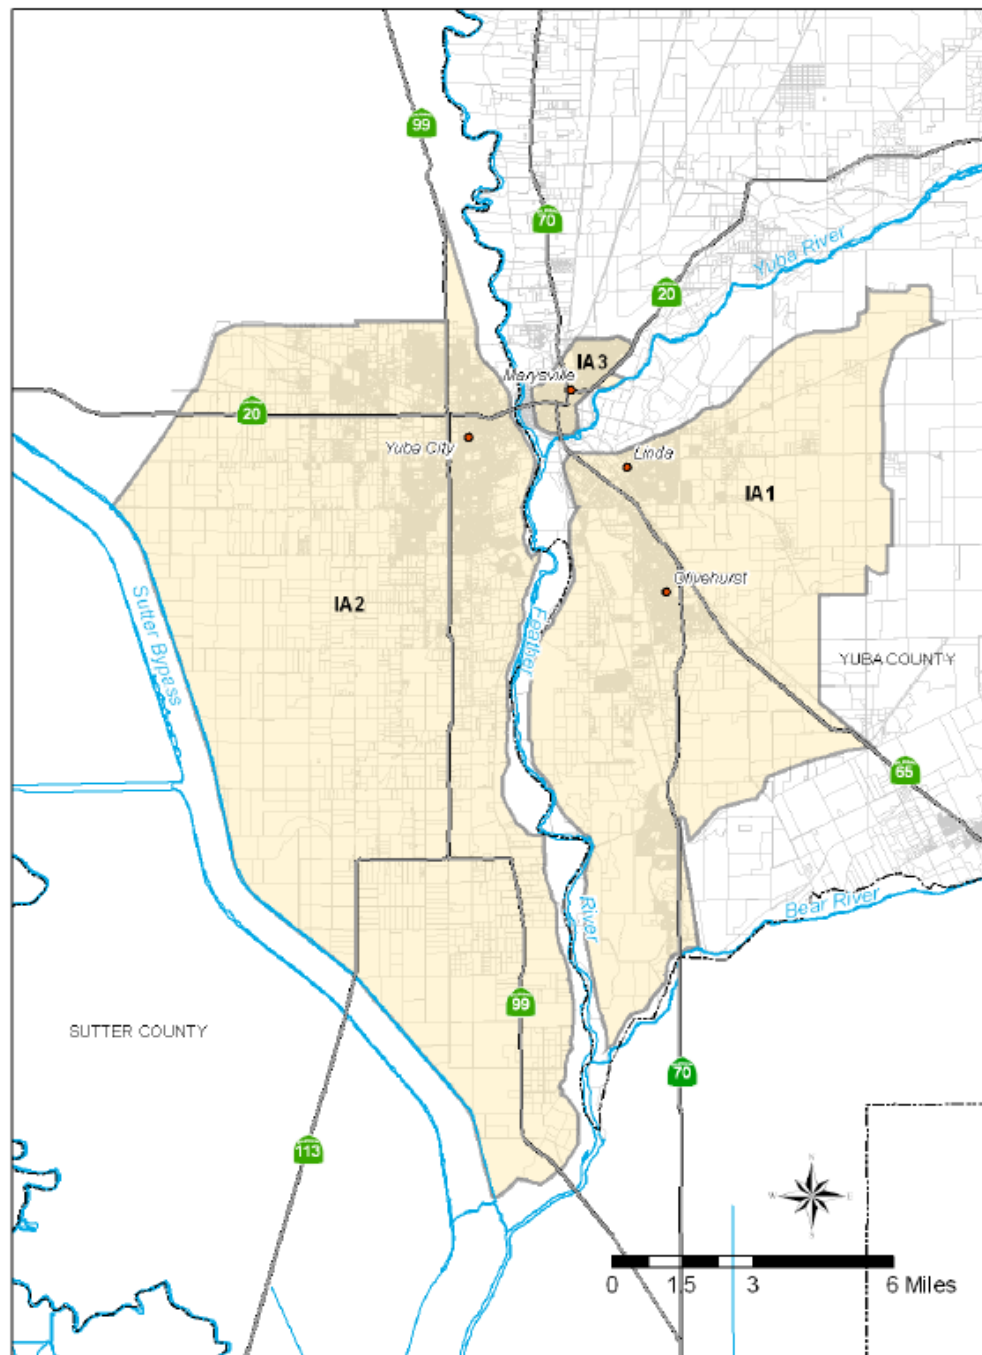 99
70
Yuba River
20
IA 3
Marysville
20
Yuba City
Linda
IA 1
Olivehurst
IA 2
Feather
Sutter Bypass
YUBA COUNTY
65
Bear River
River
99
SUTTER COUNTY
70
113
N
W E
S
0 1.5 3 6 Miles